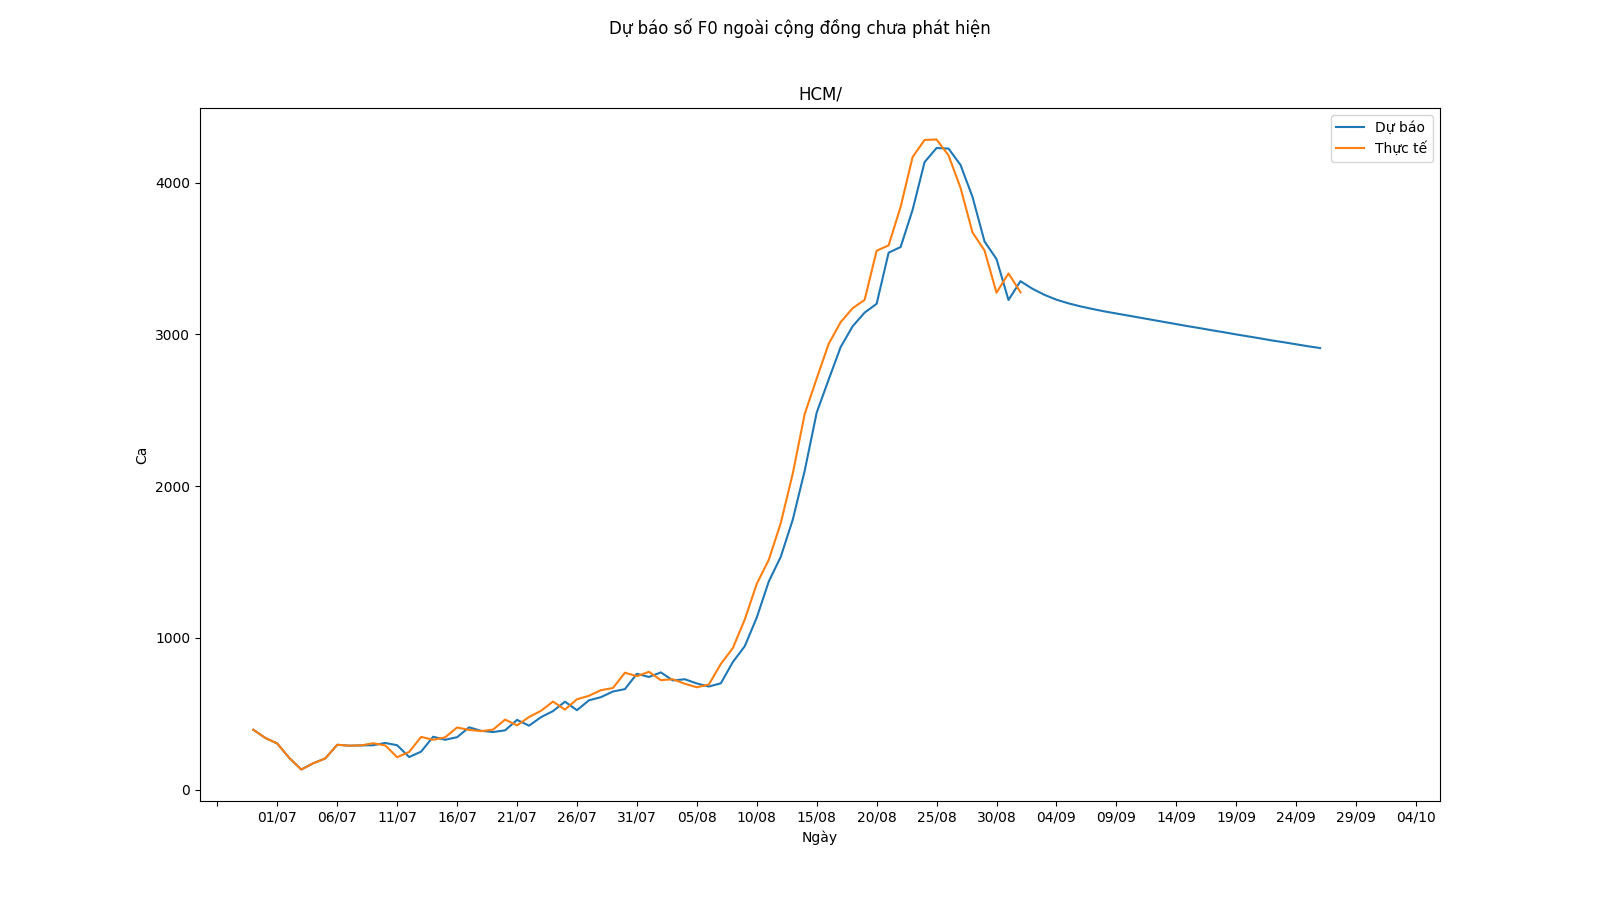 Dự báo số F0 ngoài cộng đồng chưa phát hiện
HCM/
Dự báo
Thực tế
4000
3000
2000
1000
0
Ca
01/07 06/07 11/07 16/07 21/07 26/07 31/07 05/08 10/08 15/08 20/08 25/08 30/08 04/09 09/09 14/09 19/09 24/09 29/09 04/10
Ngày